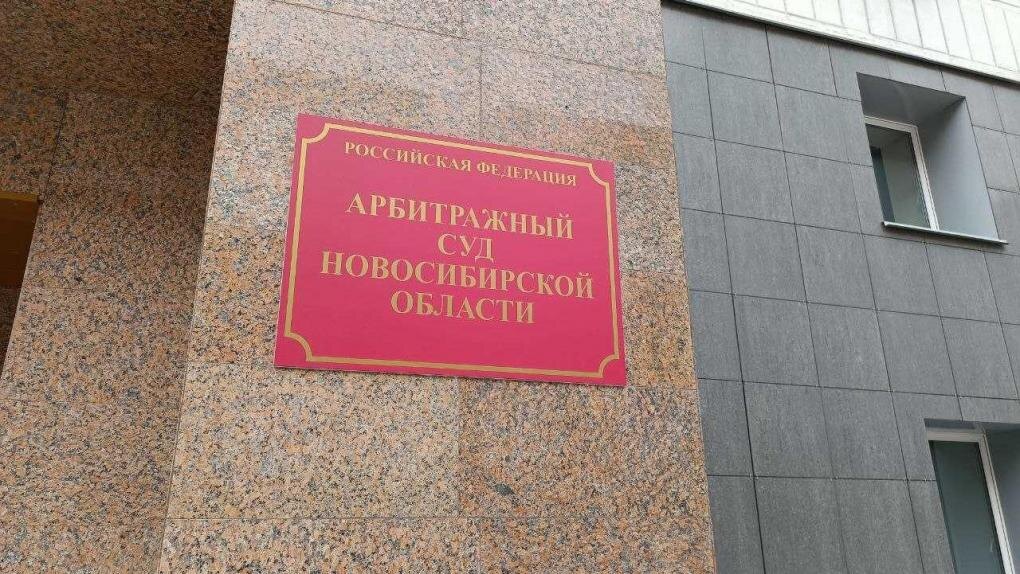 РОССИЙСКАЯ ФЕДЕРАЦИЯ
АРБИТРАЖНЫЙ
СУД
НОВОСИБИРСКОЙ
ОБЛАСТИ